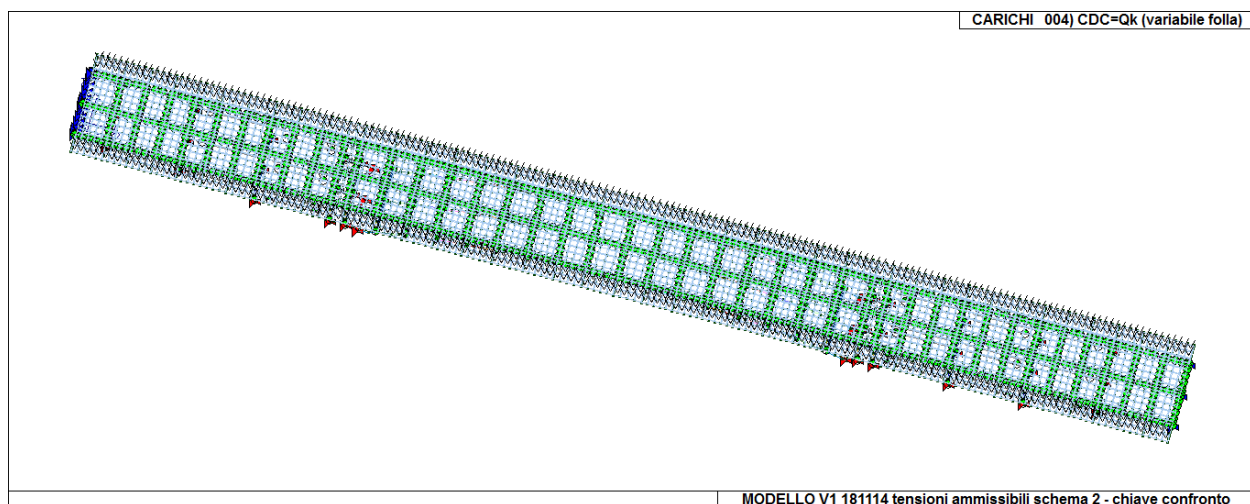 CARICHI 004) CDC=Qk (variabile folla)
MODELLO V1 181114 tensioni ammissibili schema 2 - chiave confronto